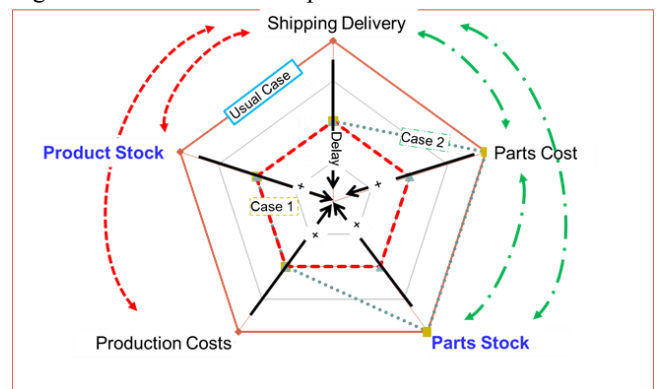 Shipping Delivery
Usual Case
Delay
Case 2
Product Stock
Parts Cost
Case 1
Production Costs
Parts Stock